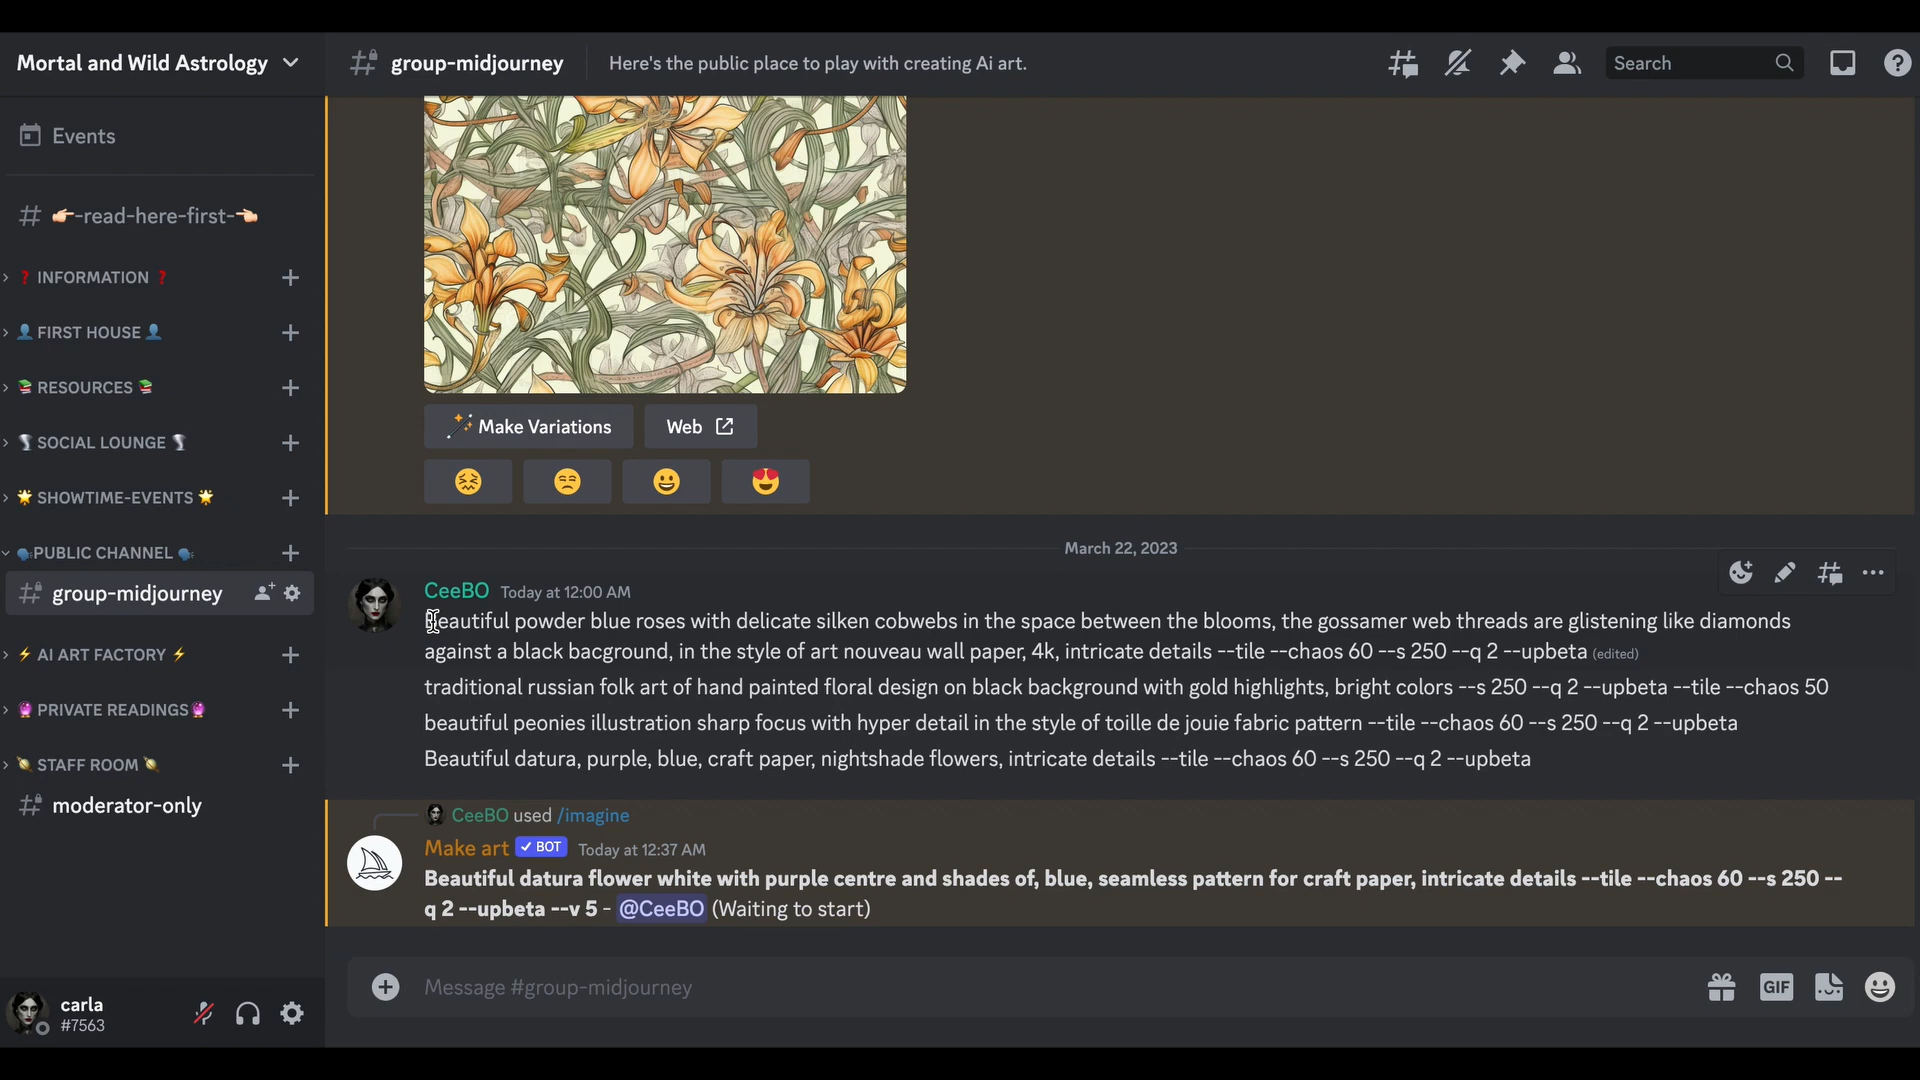 Mortal and Wild Astrology
group-midjourney
Here's the public place to play with creating Ai art.
Search
Events
👉🏻-read-here-first-👈🏻
❓ INFORMATION ❓
👤 FIRST HOUSE 👤
📚 RESOURCES 📚
🌪️ SOCIAL LOUNGE 🌪️
🌟 SHOWTIME-EVENTS 🌟
🗣️PUBLIC CHANNEL 🗣️
group-midjourney
⚡ AI ART FACTORY ⚡
🔮 PRIVATE READINGS🔮
STAFF ROOM
moderator-only
carla
#7563
Make Variations
Web
March 22, 2023
CeeBO Today at 12:00 AM
Beautiful powder blue roses with delicate silken cobwebs in the space between the blooms, the gossamer web threads are glistening like diamonds
against a black bacground, in the style of art nouveau wall paper, 4k, intricate details --tile --chaos 60 --s 250 --q 2 --upbeta (edited)
traditional russian folk art of hand painted floral design on black background with gold highlights, bright colors --s 250 --q 2 --upbeta --tile --chaos 50
beautiful peonies illustration sharp focus with hyper detail in the style of toille de jouie fabric pattern --tile --chaos 60 --s 250 --q 2 --upbeta
Beautiful datura, purple, blue, craft paper, nightshade flowers, intricate details --tile --chaos 60 --s 250 --q 2 --upbeta
CeeBO used /imagine
Make art ✓ BOT Today at 12:37 AM
Beautiful datura flower white with purple centre and shades of, blue, seamless pattern for craft paper, intricate details --tile --chaos 60 --s 250 --
q 2 --upbeta --v 5 - @CeeBO (Waiting to start)
Message #group-midjourney
GIF